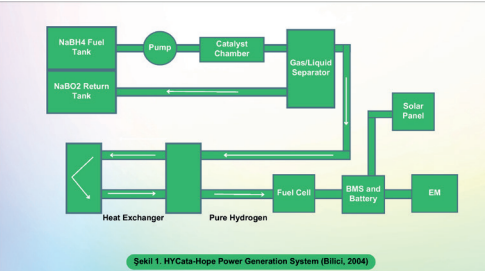 NaBH4 Fuel
Tank
Pump
Catalyst
Chamber
Gas/Liquid
Separator
NaBO2 Return
Tank
Solar
Panel
Fuel Cell
BMS and
Battery
EM
Heat Exchanger
Pure Hydrogen
Şekil 1. HYCata-Hope Power Generation System (Bilici, 2004)